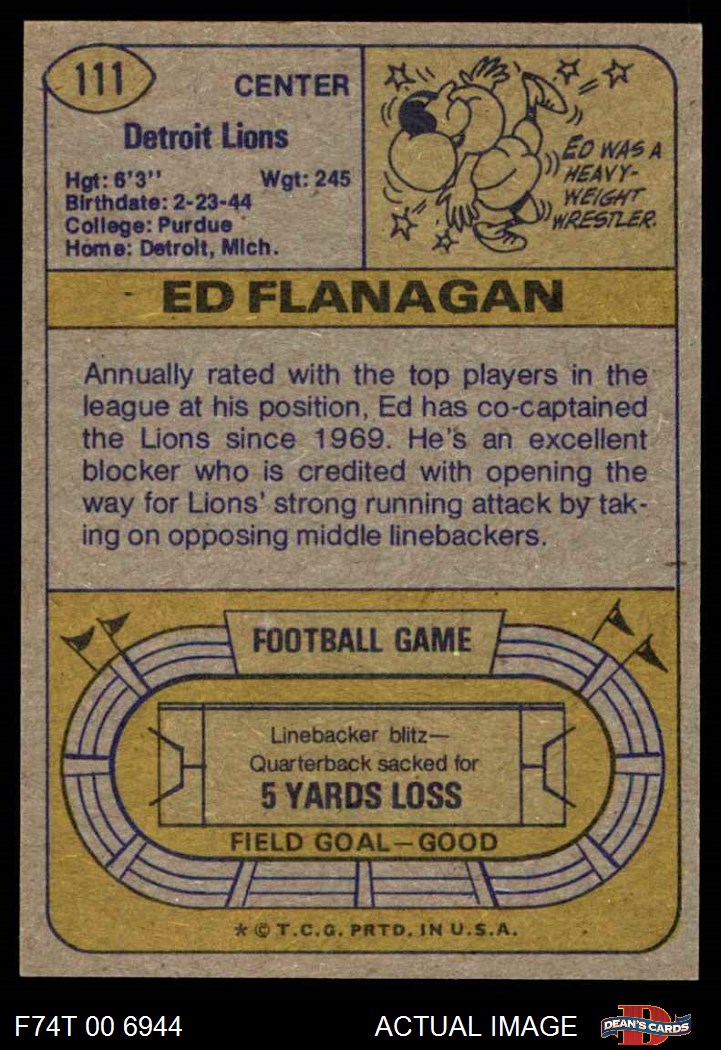 111
CENTER
Detroit Lions
Hgt: 6'3'' Wgt: 245
Birthdate: 2-23-44
College: Purdue
Home: Detroit, Mich.
ED WAS A
HEAVY-
WEIGHT
WRESTLER.
ED FLANAGAN
Annually rated with the top players in the
league at his position, Ed has co-captained
the Lions since 1969. He's an excellent
blocker who is credited with opening the
way for Lions' strong running attack by tak-
ing on opposing middle linebackers.
FOOTBALL GAME
Linebacker blitz—
Quarterback sacked for
5 YARDS LOSS
FIELD GOAL—GOOD
* © T.C.G. PRTD. IN U.S.A.
F74T 00 6944 ACTUAL IMAGE
D
DEAN'S CARDS